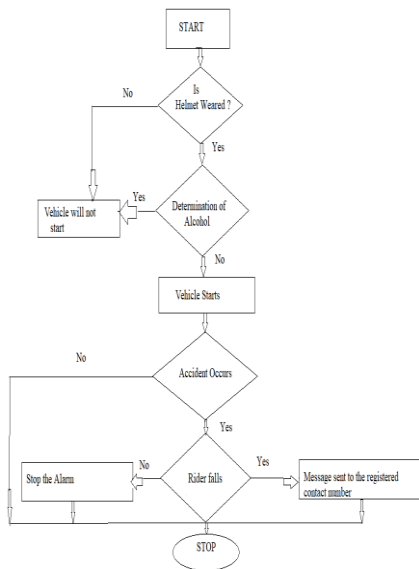 START
Is
Helmet Weared ?
No
Yes
Determination of
Alcohol
Yes
Vehicle will not
start
No
Vehicle Starts
No
Accident Occurs
Yes
Stop the Alarm
No
Rider falls
Yes
Message sent to the registered
contact number
STOP